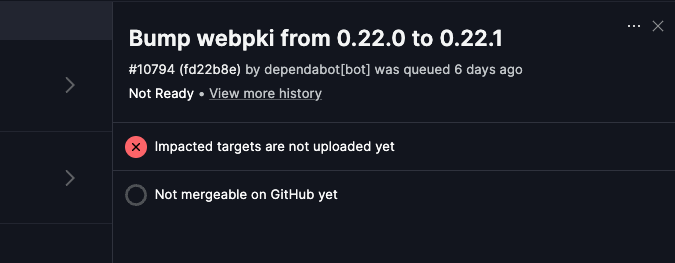 Bump webpki from 0.22.0 to 0.22.1
#10794 (fd22b8e) by dependabot[bot] was queued 6 days ago
Not Ready • View more history
Impacted targets are not uploaded yet
Not mergeable on GitHub yet